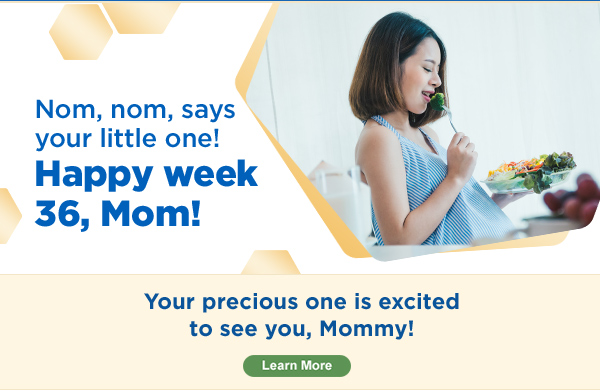 Nom, nom, says
your little one!
Happy week
36, Mom!
Your precious one is excited
to see you, Mommy!
Learn More